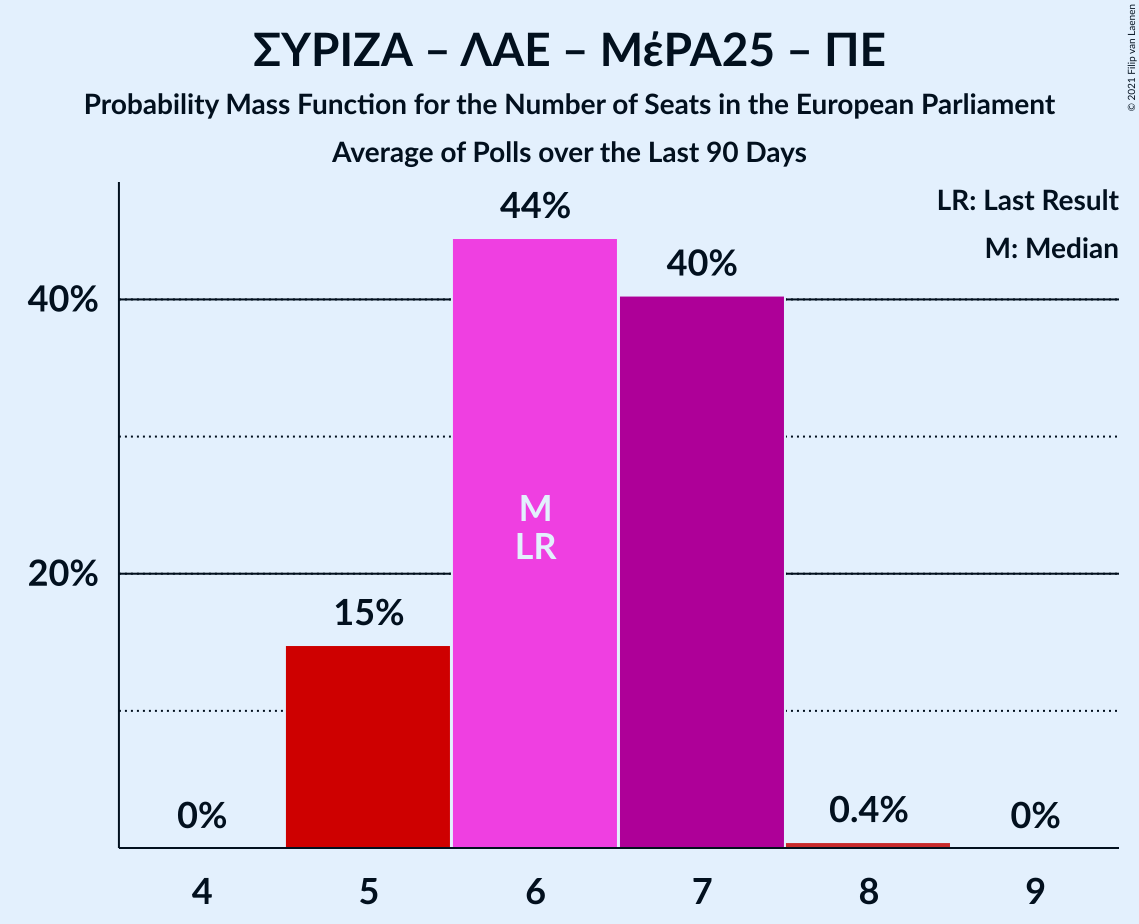 ΣΥΡΙΖΑ – ΛΑΕ – ΜέΡΑ25 – ΠΕ
Probability Mass Function for the Number of Seats in the European Parliament
Average of Polls over the Last 90 Days
© 2021 Filip van Laenen
LR: Last Result
M: Median
44%
40%
40%
20%
M
LR
15%
0%
0.4%
0%
4 5 6 7 8 9